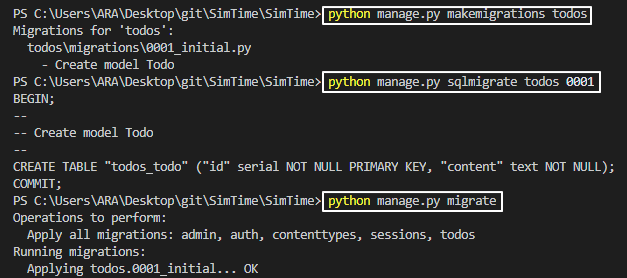 PS C:\Users\ARA\Desktop\git\SimTime\SimTime> python manage.py makemigrations todos
Migrations for 'todos':
  todos\migrations\0001_initial.py
    - Create model Todo
PS C:\Users\ARA\Desktop\git\SimTime\SimTime> python manage.py sqlmigrate todos 0001
BEGIN;
--
-- Create model Todo
--
CREATE TABLE "todos_todo" ("id" serial NOT NULL PRIMARY KEY, "content" text NOT NULL);
COMMIT;
PS C:\Users\ARA\Desktop\git\SimTime\SimTime> python manage.py migrate
Operations to perform:
  Apply all migrations: admin, auth, contenttypes, sessions, todos
Running migrations:
  Applying todos.0001_initial... OK